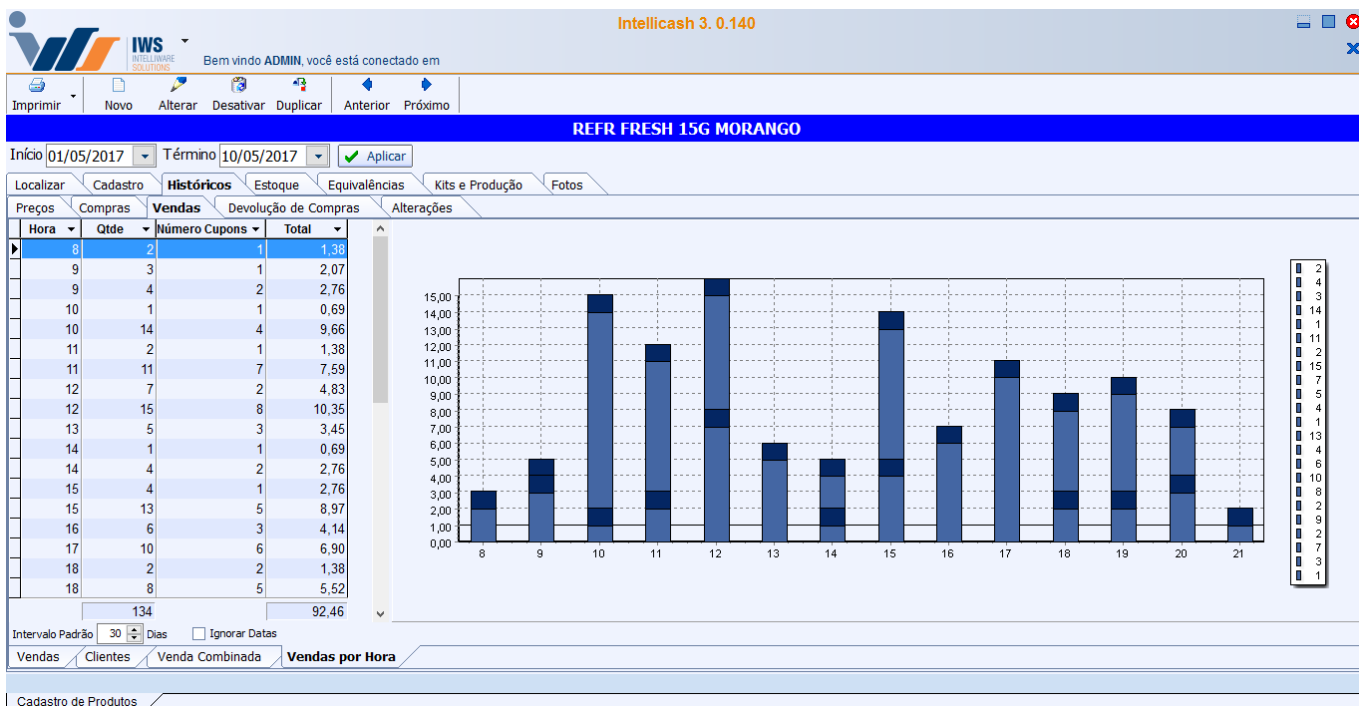 Intellicash 3. 0.140
IWS
INTELLIWARE
SOLUTIONS
Bem vindo ADMIN, você está conectado em
Imprimir Novo Alterar Desativar Duplicar Anterior Próximo
REFR FRESH 15G MORANGO
Início 01/05/2017 Término 10/05/2017 Aplicar
Localizar Cadastro Históricos Estoque Equivalências Kits e Produção Fotos
Preços Compras Vendas Devolução de Compras Alterações
Hora Qtde Número Cupons Total
8 2 1 1,38
9 3 1 2,07
9 4 2 2,76
10 1 1 0,69
10 14 4 9,66
11 2 1 1,38
11 11 7 7,59
12 7 2 4,83
12 15 8 10,35
13 5 3 3,45
14 1 1 0,69
14 4 2 2,76
15 4 1 2,76
15 13 5 8,97
16 6 3 4,14
17 10 6 6,90
18 2 2 1,38
18 8 5 5,52
134 92,46
15,00
14,00
13,00
12,00
11,00
10,00
9,00
8,00
7,00
6,00
5,00
4,00
3,00
2,00
1,00
0,00
8 9 10 11 12 13 14 15 16 17 18 19 20 21
2
4
3
14
1
11
2
15
7
5
4
1
13
4
6
10
8
2
9
2
7
3
1
Intervalo Padrão 30 Dias Ignorar Datas
Vendas Clientes Venda Combinada Vendas por Hora
Cadastro de Produtos